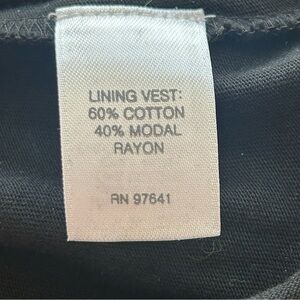 LINING VEST:
60% COTTON
40% MODAL
RAYON
RN 97641